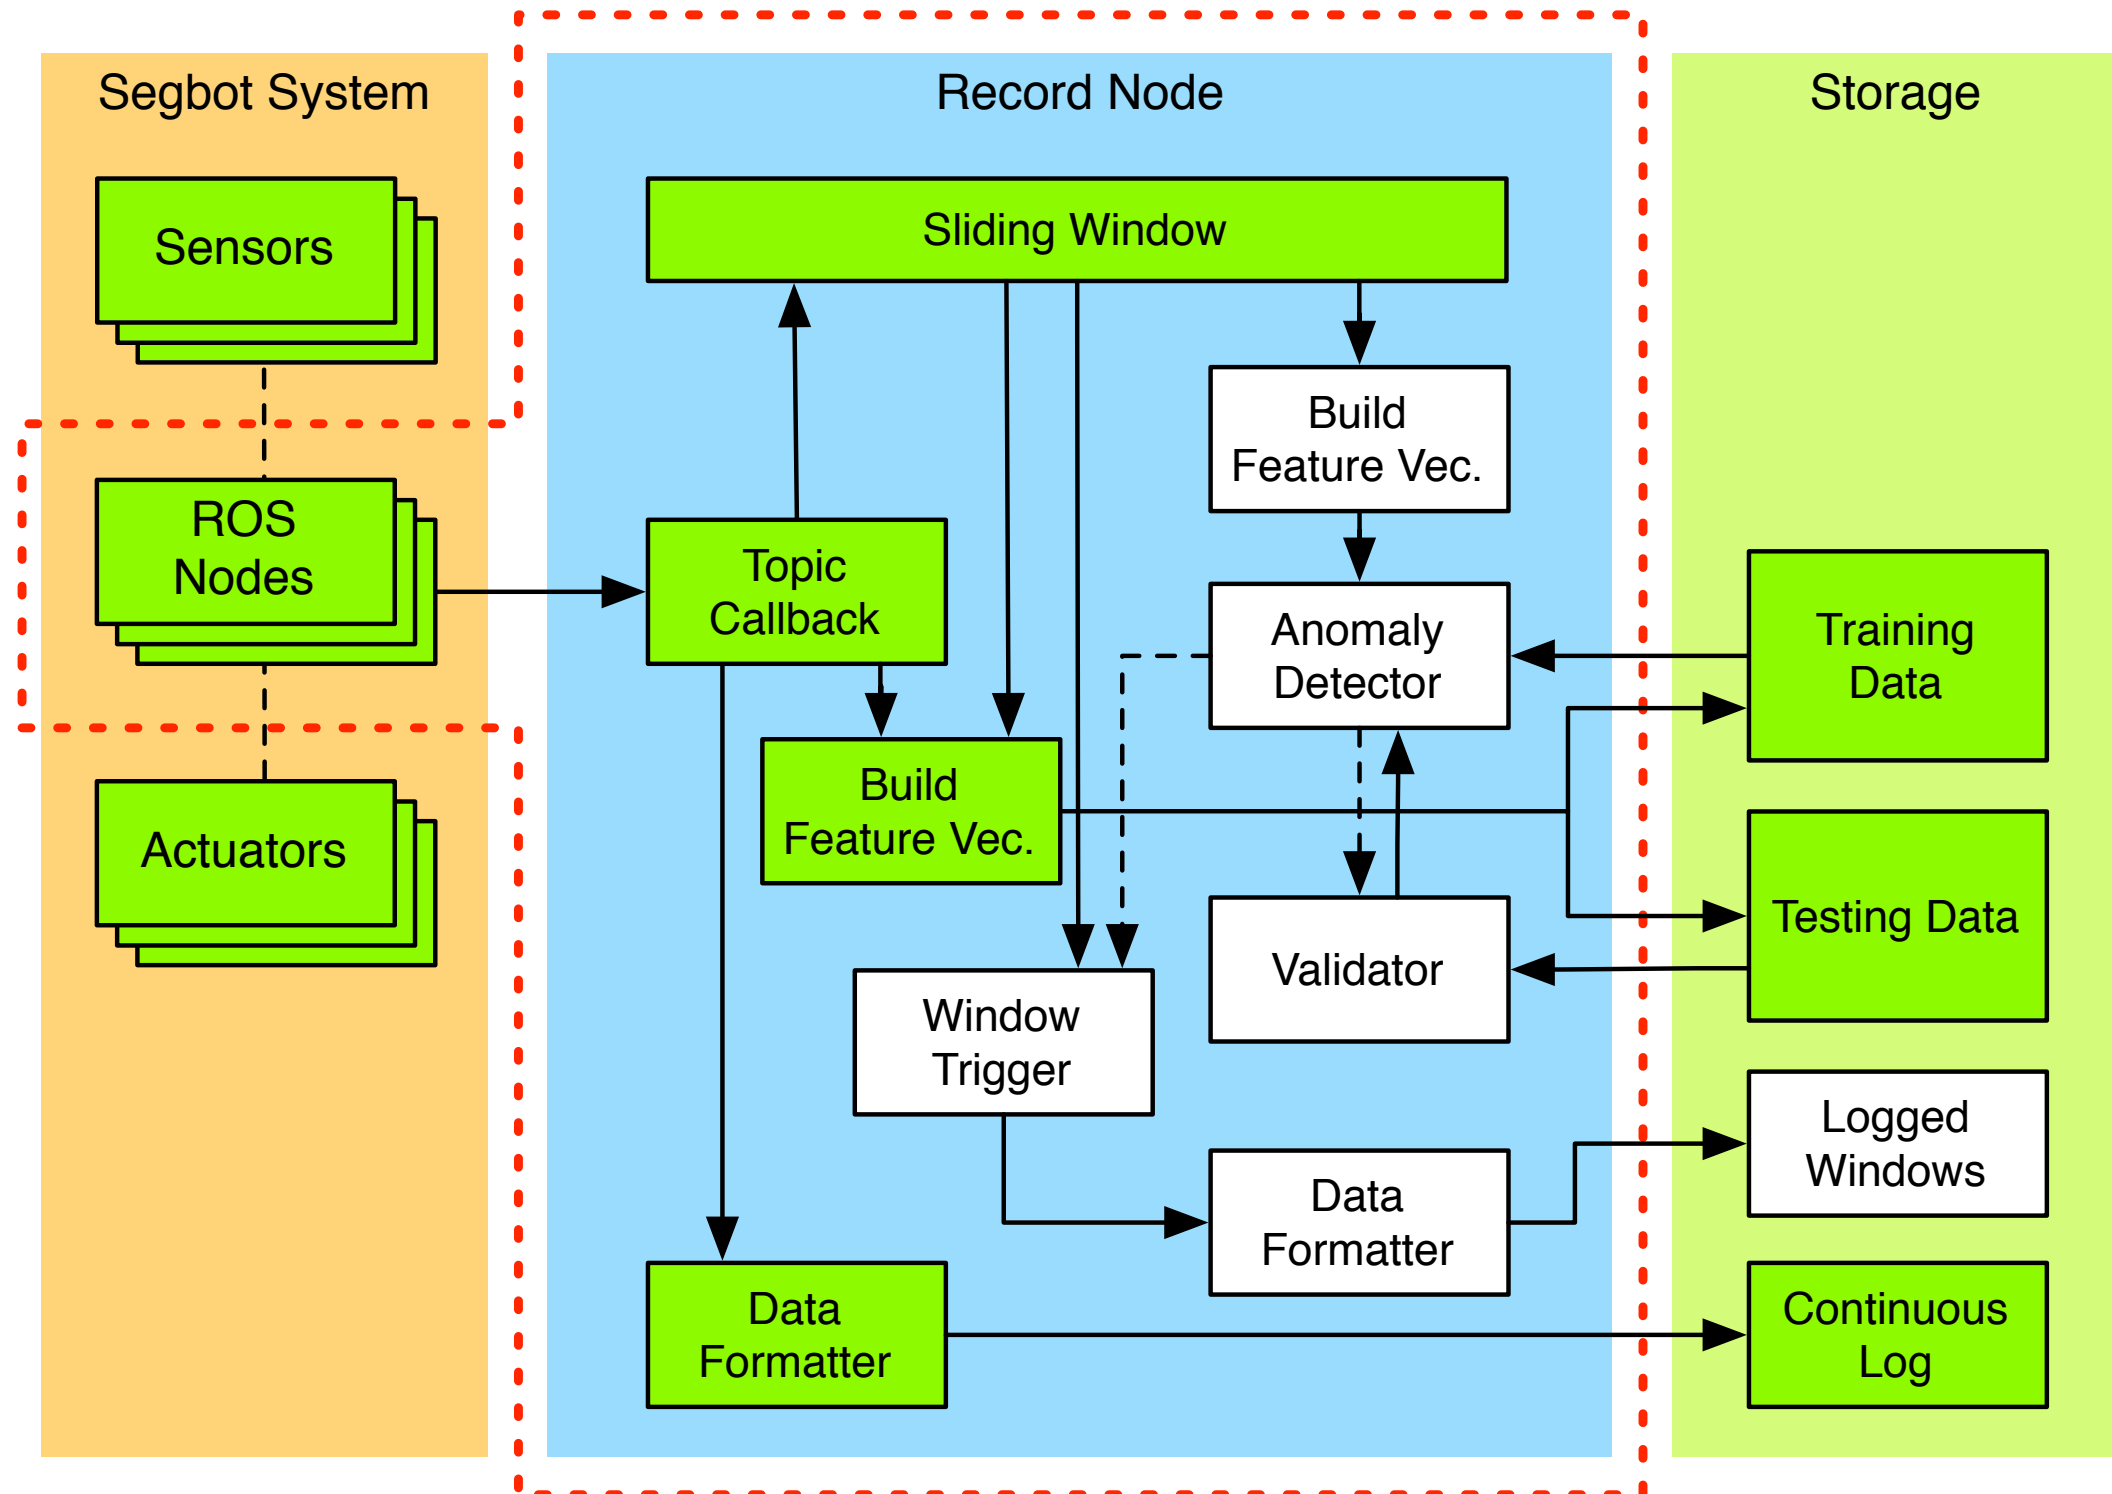 Segbot System
Record Node
Storage
Sensors
Sliding Window
Build
Feature Vec.
ROS
Nodes
Topic
Callback
Anomaly
Detector
Training
Data
Build
Feature Vec.
Actuators
Testing Data
Validator
Window
Trigger
Logged
Windows
Data
Formatter
Data
Formatter
Continuous
Log